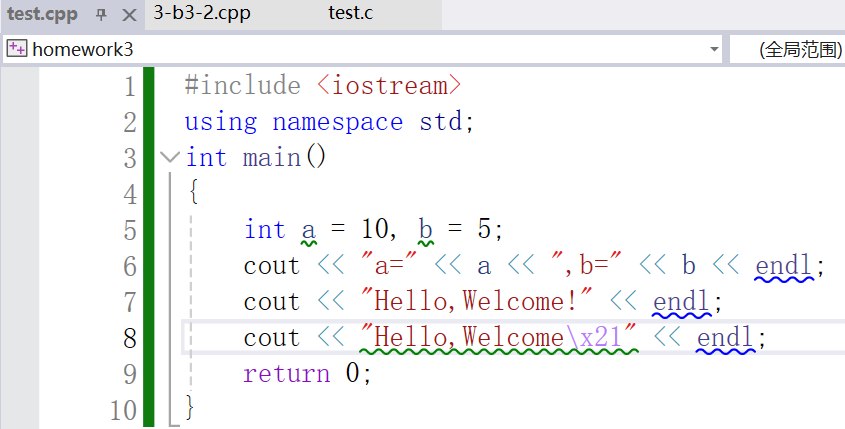 test.cpp 3-b3-2.cpp test.c
homework3 (全局范围)
1 #include <iostream>
2 using namespace std;
3 int main()
4 {
5 int a = 10, b = 5;
6 cout << "a=" << a << ",b=" << b << endl;
7 cout << "Hello,Welcome!" << endl;
8 cout << "Hello,Welcome\x21" << endl;
9 return 0;
10 }